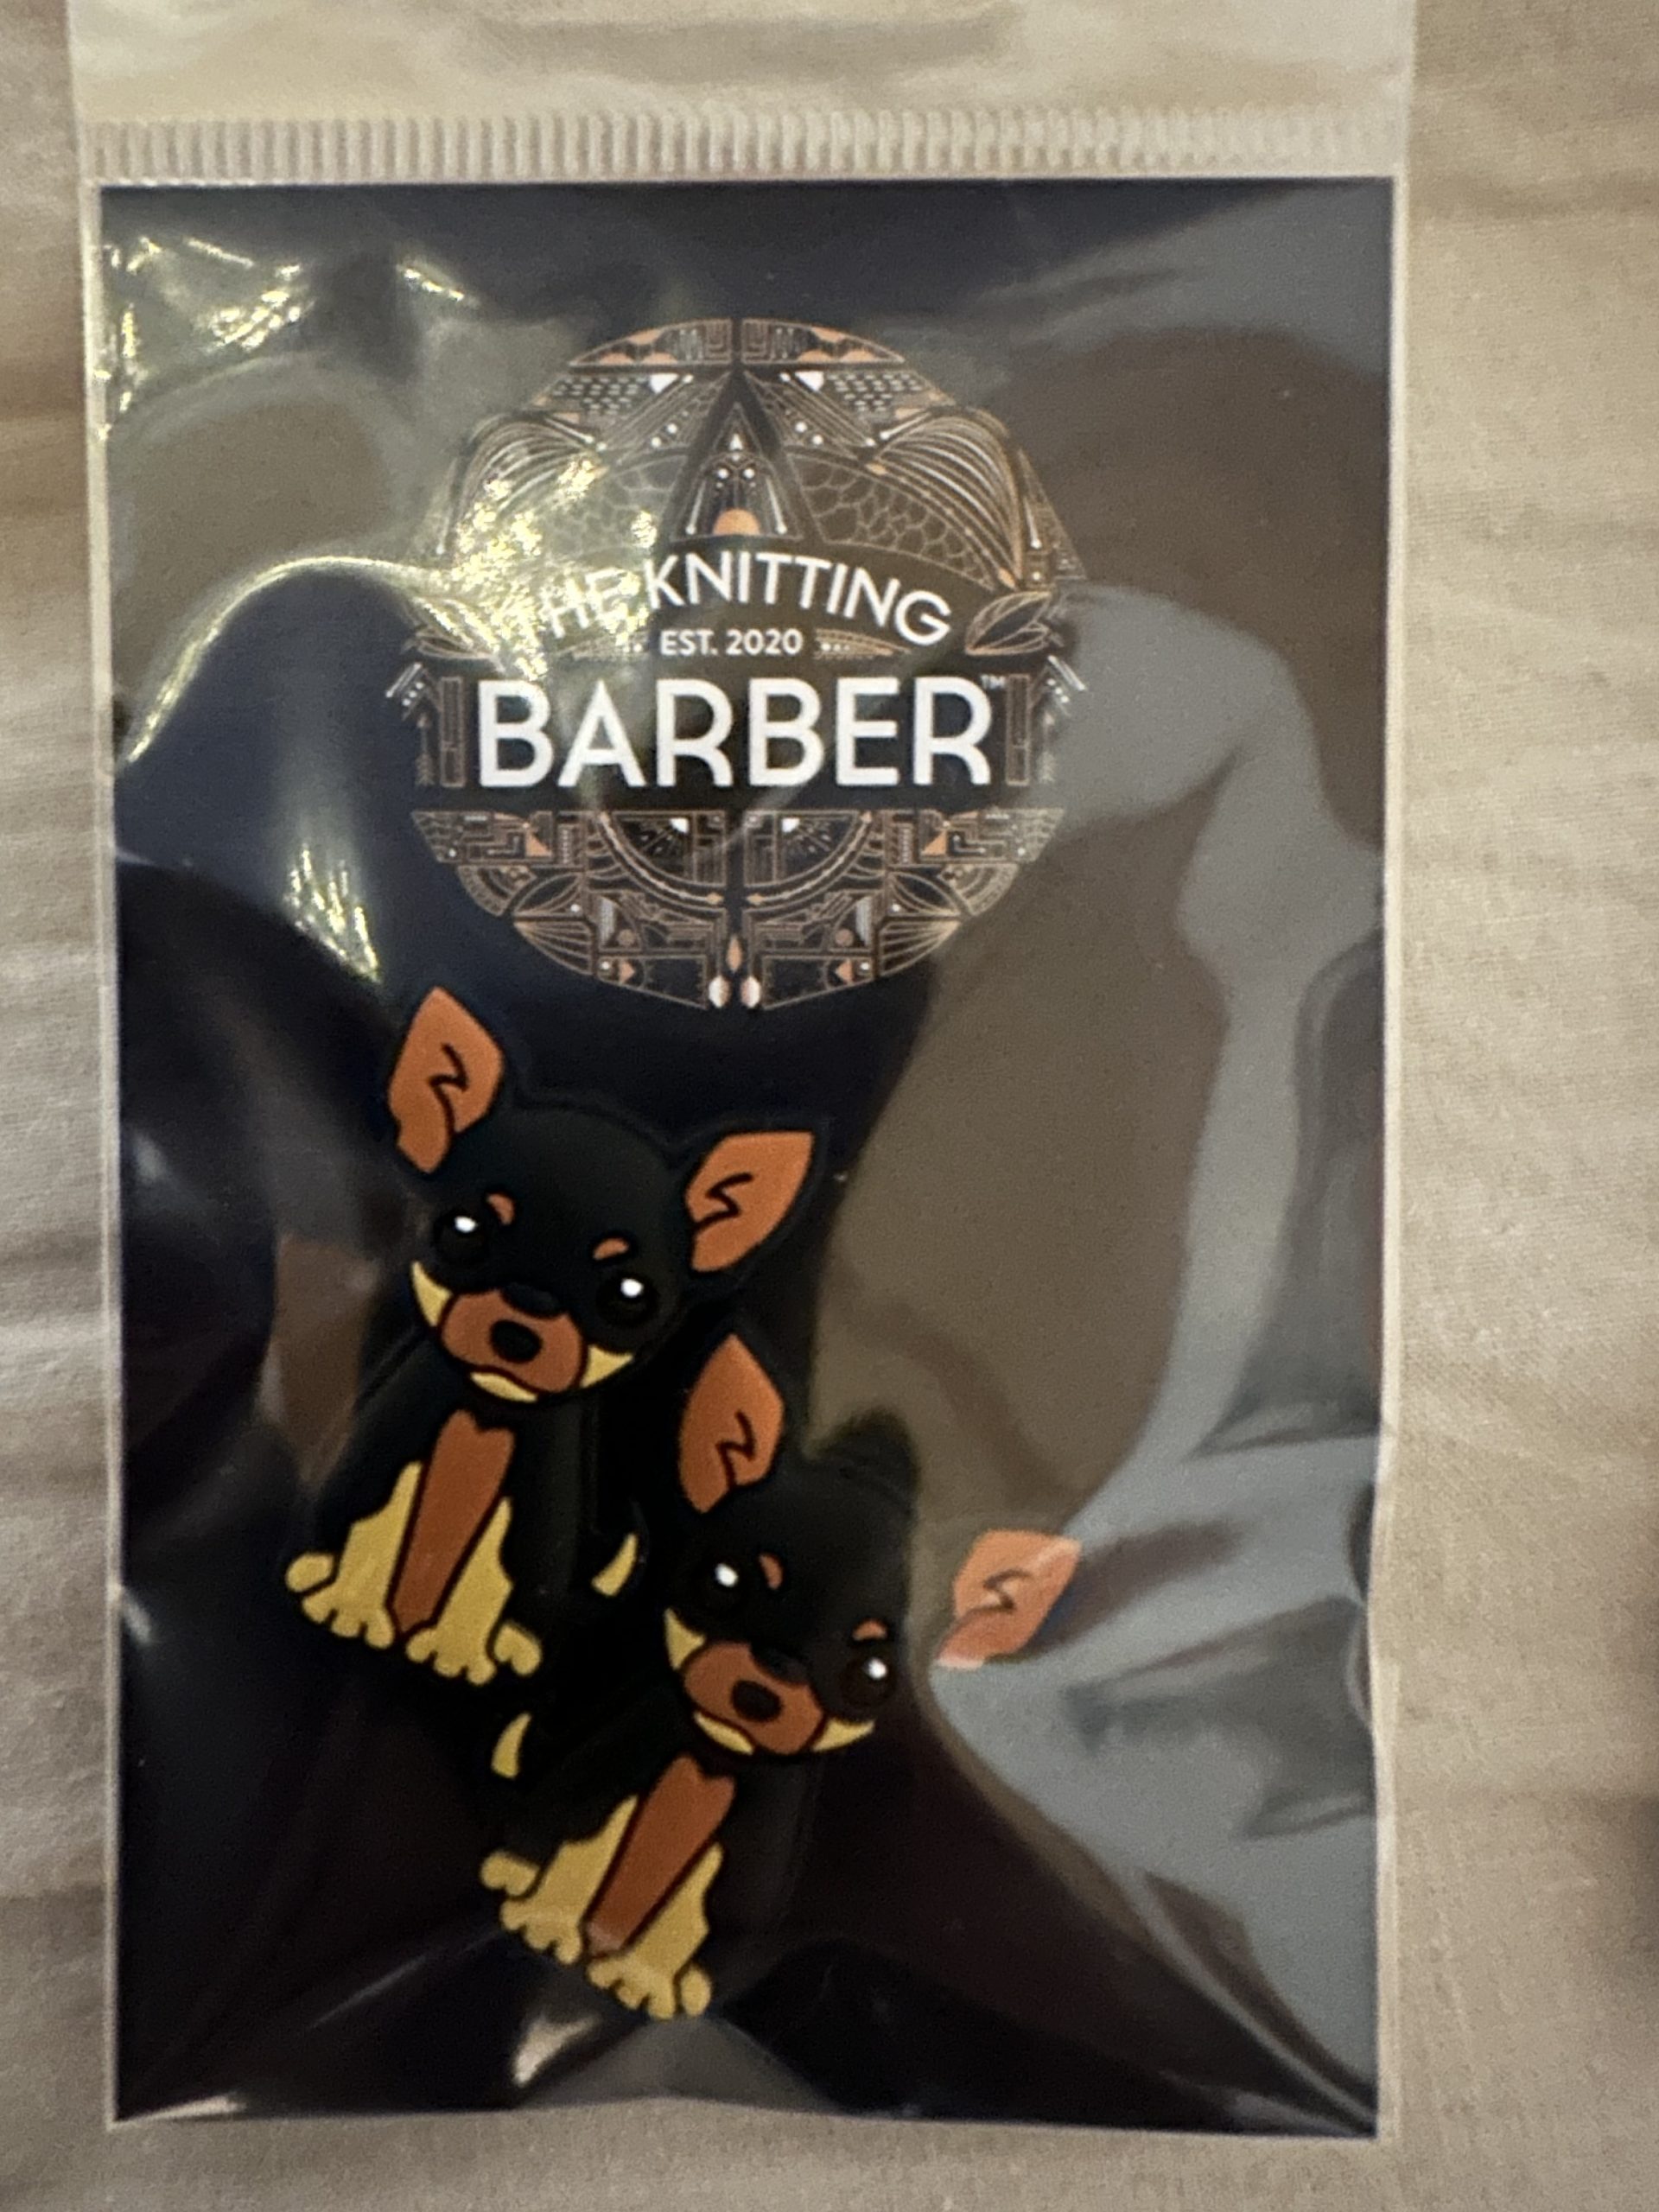 THE KNITTING
EST. 2020
BARBER™